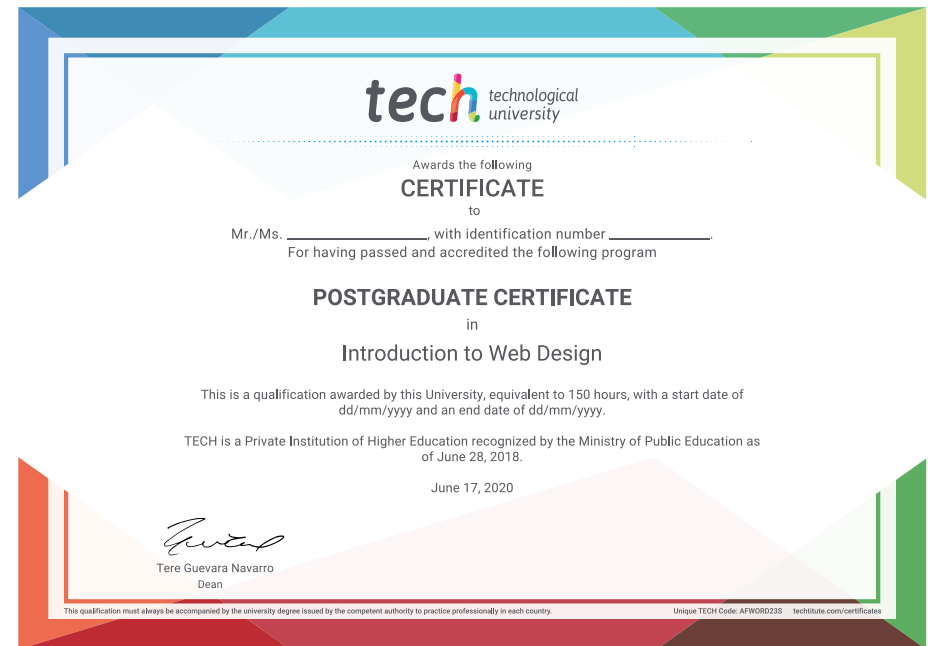 tech technological
university
Awards the following
CERTIFICATE
to
Mr./Ms. ____________________, with identification number ______________.
For having passed and accredited the following program
POSTGRADUATE CERTIFICATE
in
Introduction to Web Design
This is a qualification awarded by this University, equivalent to 150 hours, with a start date of
dd/mm/yyyy and an end date of dd/mm/yyyy.
TECH is a Private Institution of Higher Education recognized by the Ministry of Public Education as
of June 28, 2018.
June 17, 2020
Tere Guevara Navarro
Dean
This qualification must always be accompanied by the university degree issued by the competent authority to practice professionally in each country.
Unique TECH Code: AFWORD23S techtitute.com/certificates